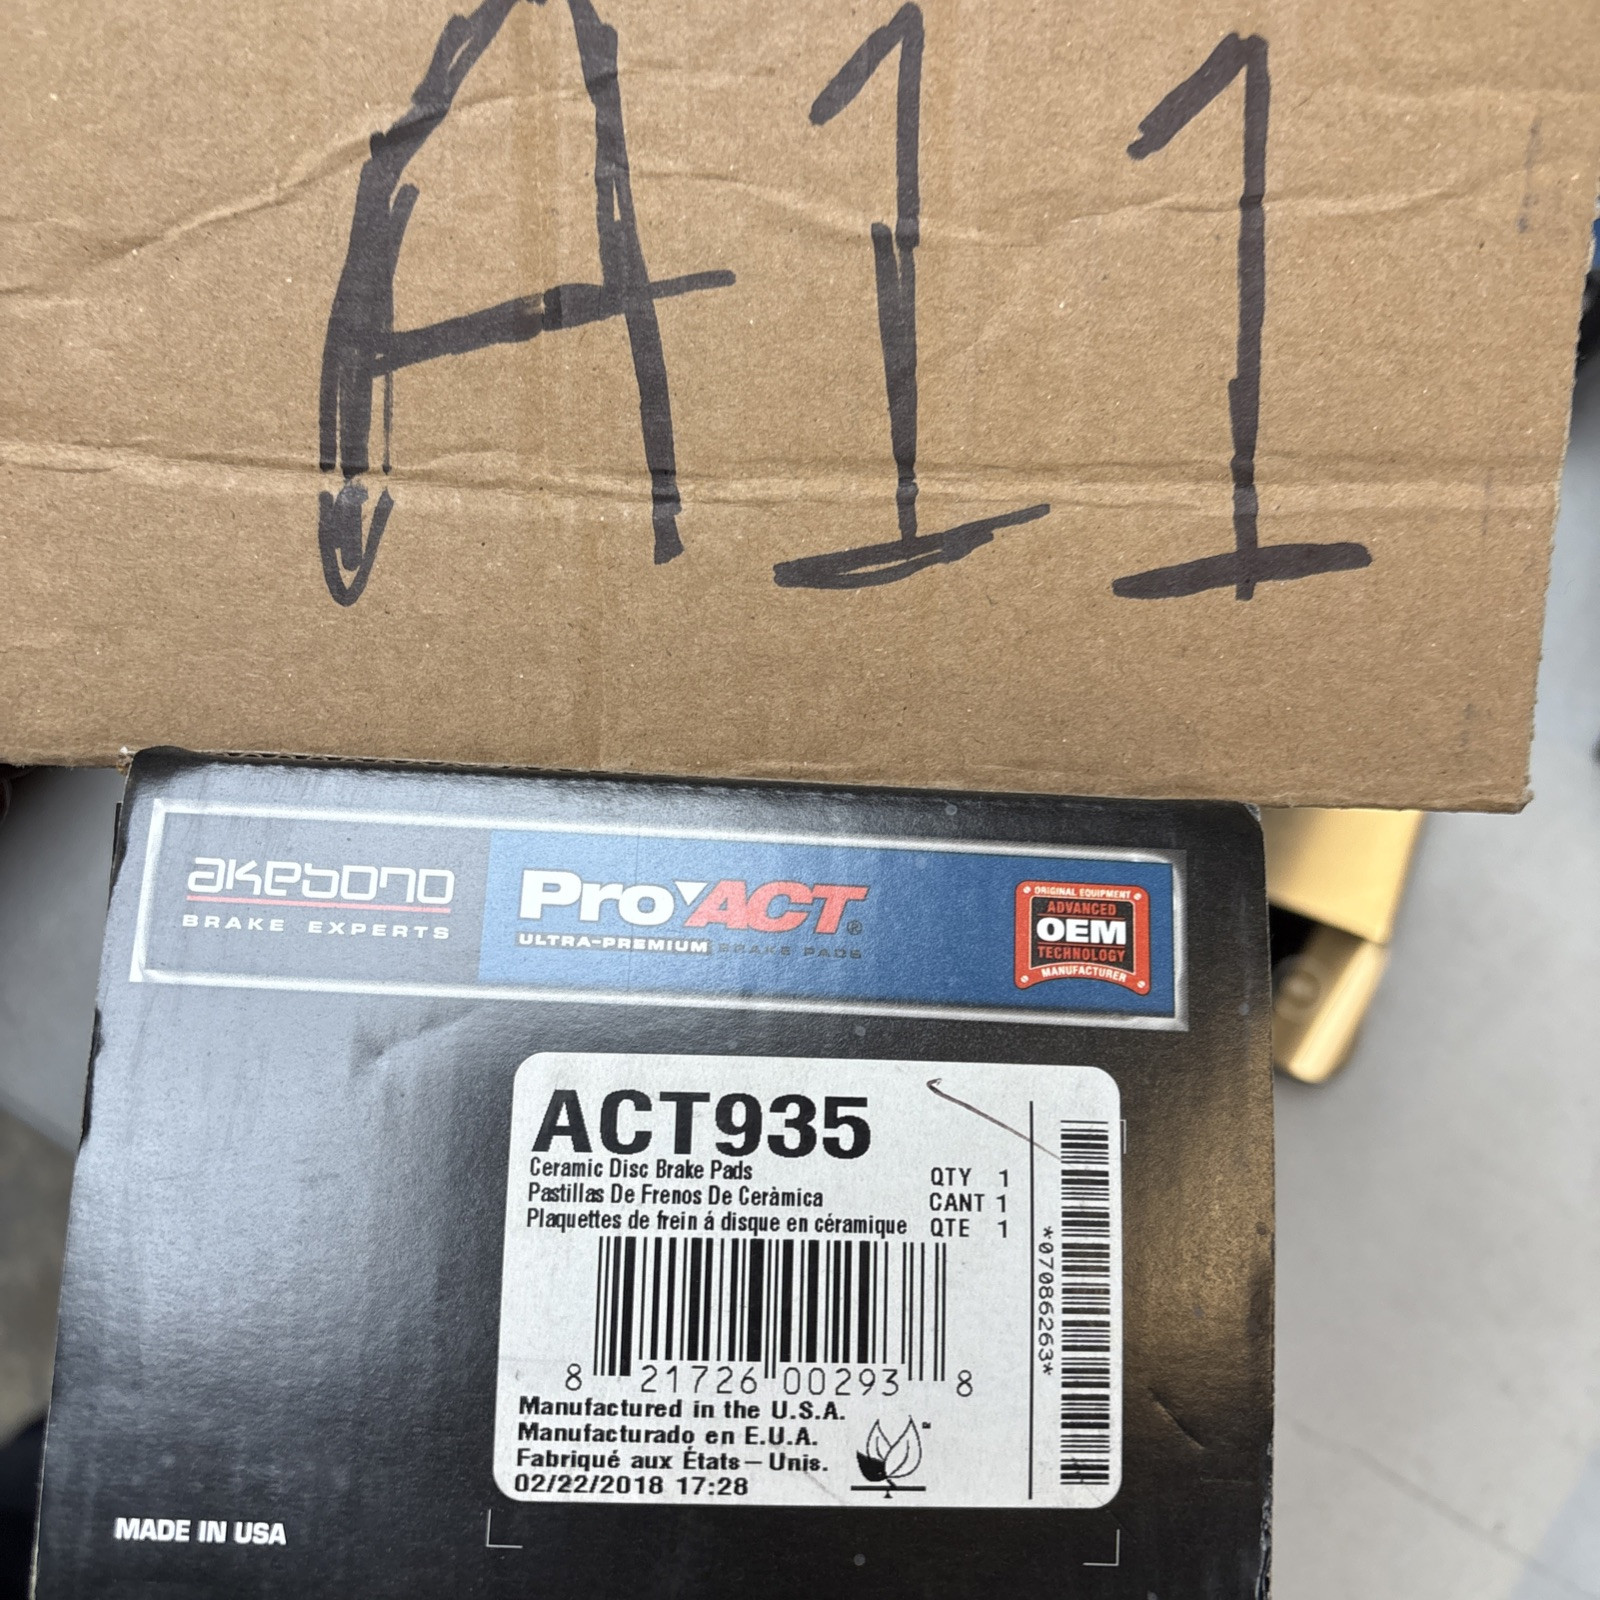 A11
akebono
BRAKE EXPERTS
ProACT®
ULTRA-PREMIUM BRAKE PADS
ORIGINAL EQUIPMENT
ADVANCED
OEM
TECHNOLOGY
MANUFACTURER
ACT935
Ceramic Disc Brake Pads QTY 1
Pastillas De Frenos De Ceràmica CANT 1
Plaquettes de frein á disque en céramique QTE 1
*07086263*
8 21726 00293 8
Manufactured in the U.S.A.
Manufacturado en E.U.A.
Fabriqué aux États-Unis.
02/22/2018 17:28
MADE IN USA